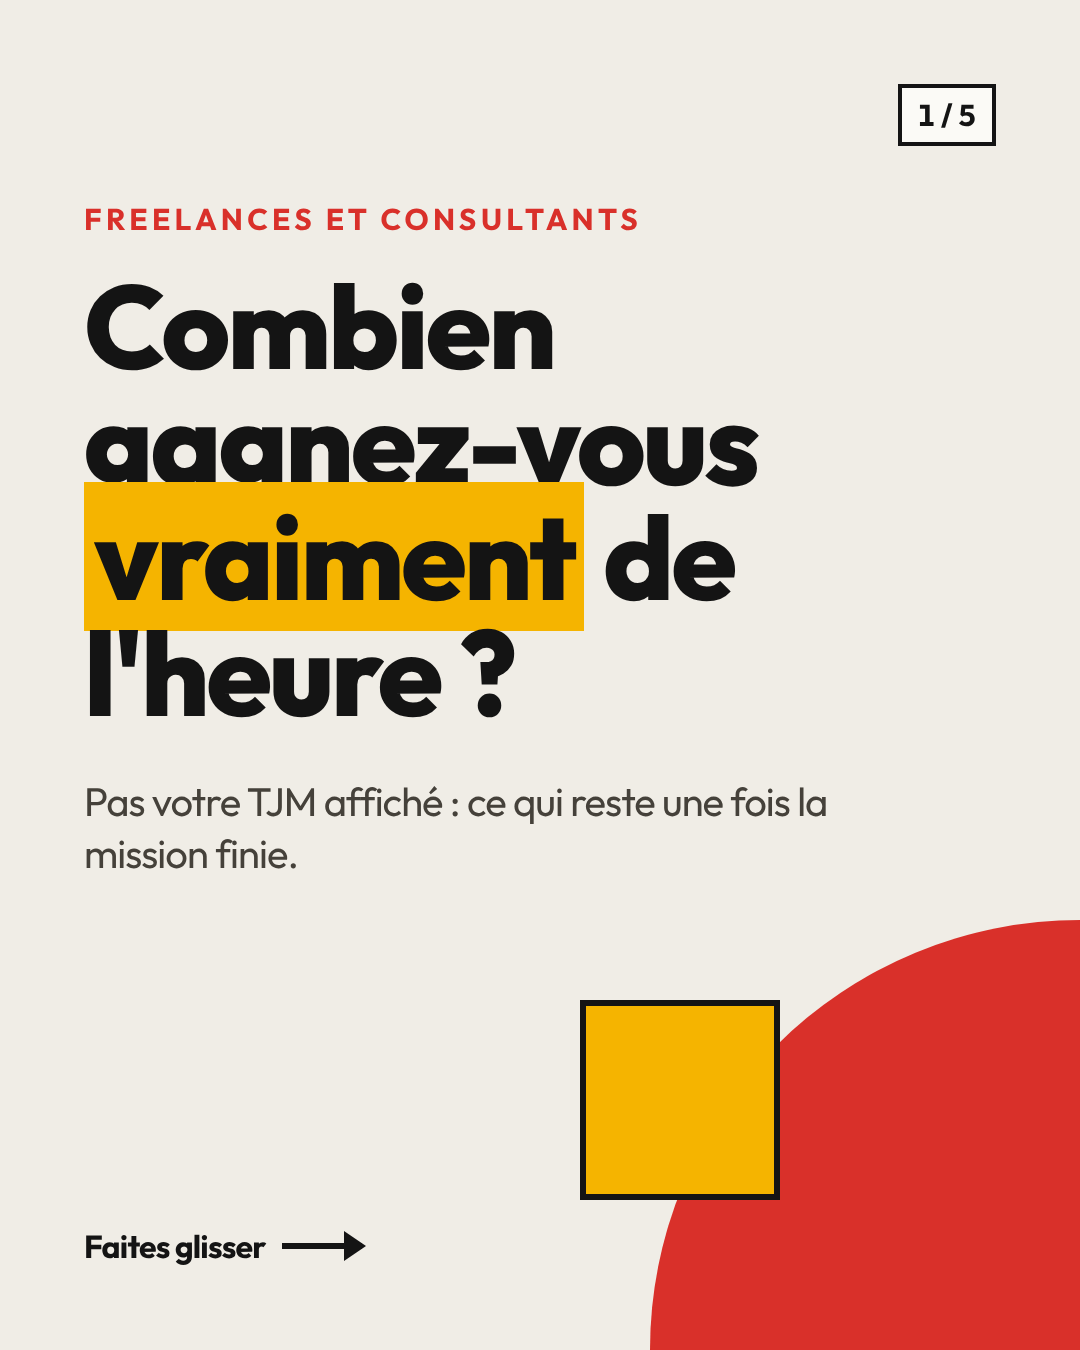 1/5
FREELANCES ET CONSULTANTS
Combien
gagnez-vous
vraiment de
l'heure ?
Pas votre TJM affiché : ce qui reste une fois la
mission finie.
Faites glisser